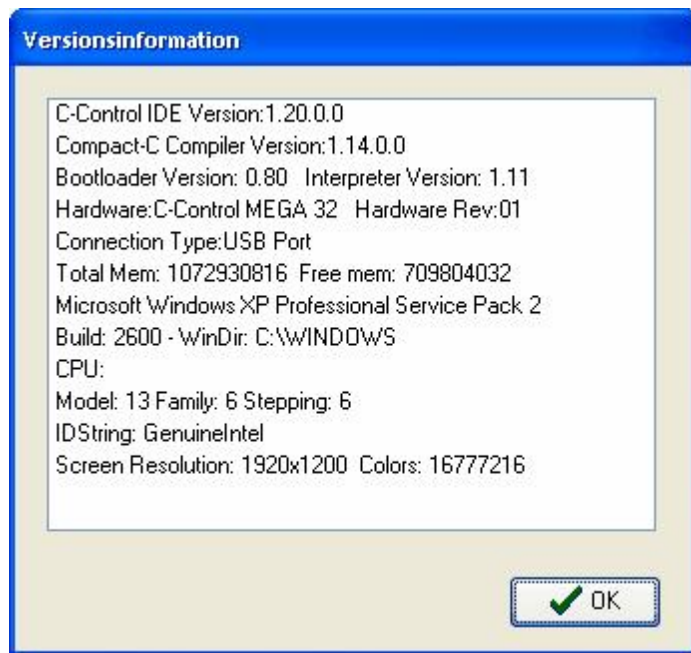 Versionsinformation
C-Control IDE Version:1.20.0.0
Compact-C Compiler Version:1.14.0.0
Bootloader Version: 0.80   Interpreter Version: 1.11
Hardware:C-Control MEGA 32   Hardware Rev:01
Connection Type:USB Port
Total Mem: 1072930816  Free mem: 709804032
Microsoft Windows XP Professional Service Pack 2
Build: 2600 - WinDir: C:\WINDOWS
CPU:
Model: 13 Family: 6 Stepping: 6
IDString: GenuineIntel
Screen Resolution: 1920x1200  Colors: 16777216
OK